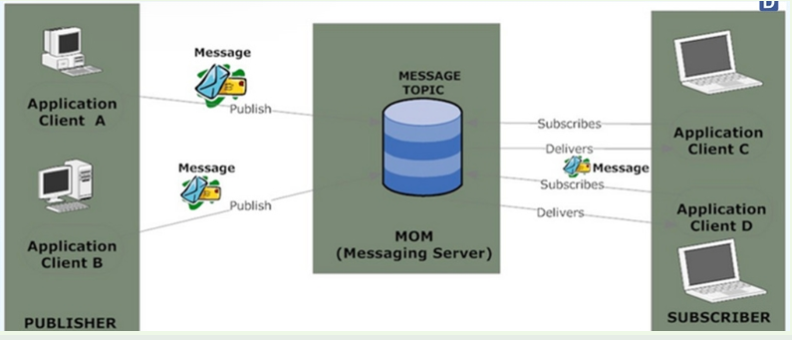 D
Message
Application
Client A
Publish
Message
Publish
Application
Client B
PUBLISHER
MESSAGE
TOPIC
MOM
(Messaging Server)
Subscribes
Delivers
Message
Subscribes
Delivers
Application
Client C
Application
Client D
SUBSCRIBER